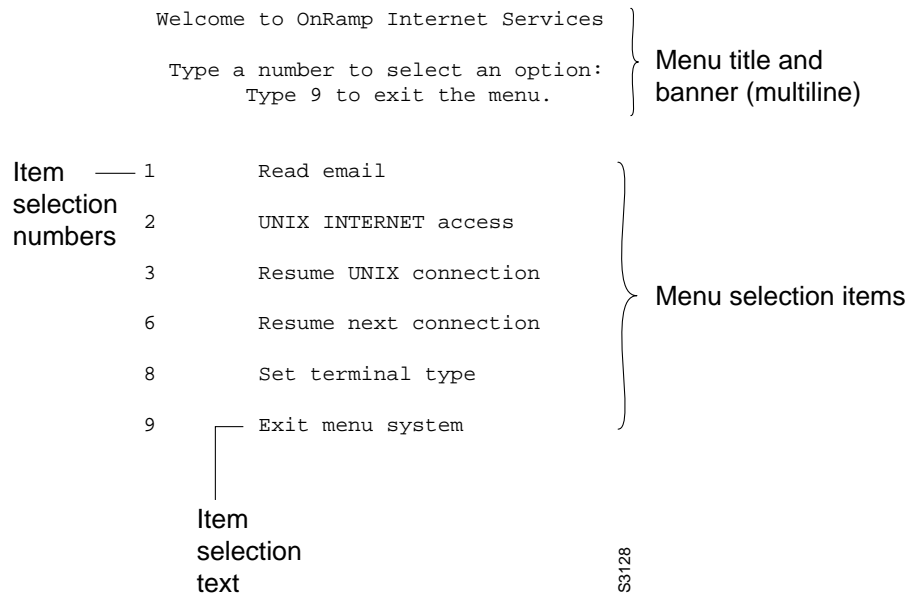 Welcome to OnRamp Internet Services
Type a number to select an option:
Type 9 to exit the menu.
Menu title and
banner (multiline)
Item
selection
numbers
1 Read email
2 UNIX INTERNET access
3 Resume UNIX connection
6 Resume next connection
8 Set terminal type
9 Exit menu system
Menu selection items
Item
selection
text
S3128